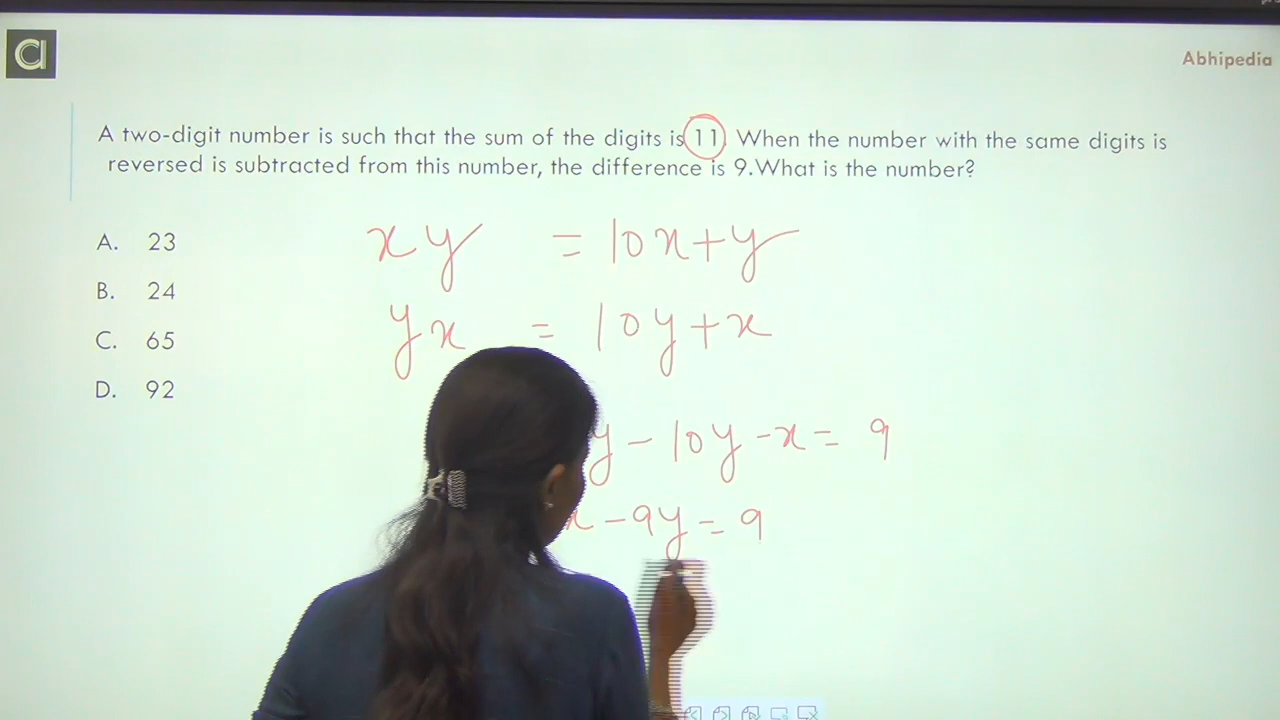 Abhipedia
A two-digit number is such that the sum of the digits is 11. When the number with the same digits is
reversed is subtracted from this number, the difference is 9.What is the number?
A. 23
B. 24
C. 65
D. 92
xy = 10x+y
yx = 10y+x
y - 10y - x = 9
x - 9y = 9